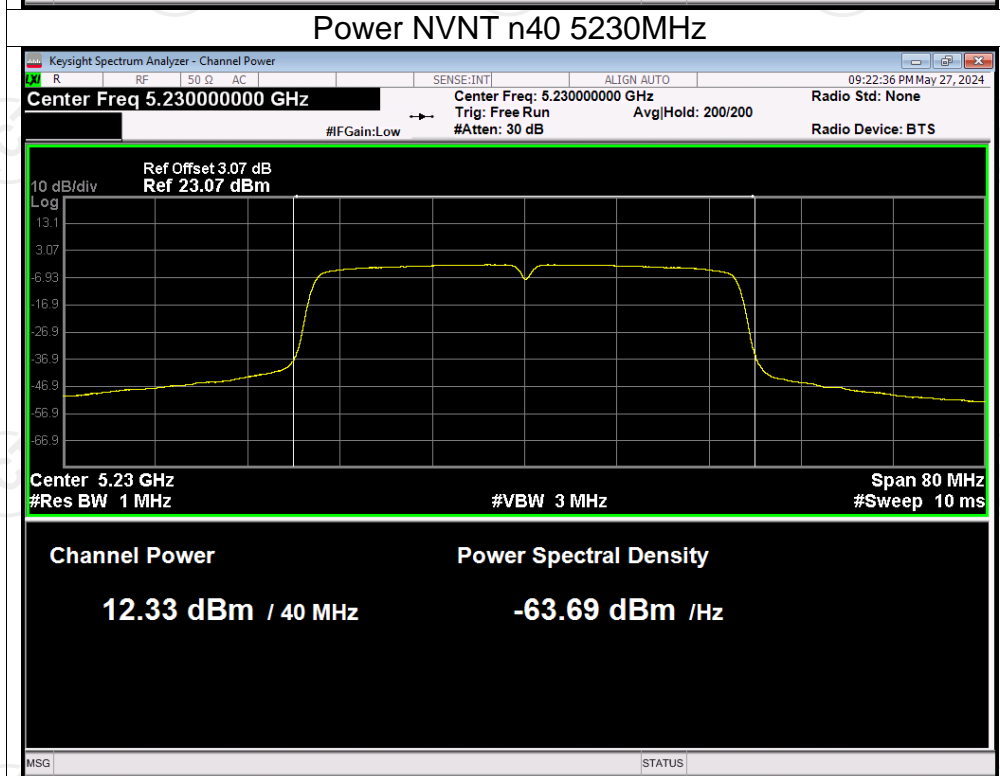 Power NVNT n40 5230MHz
Keysight Spectrum Analyzer - Channel Power
LXI R RF 50 Ω AC SENSE:INT ALIGN AUTO 09:22:36 PM May 27, 2024
Center Freq 5.230000000 GHz
#IFGain:Low
Center Freq: 5.230000000 GHz
Trig: Free Run Avg|Hold: 200/200
#Atten: 30 dB
Radio Std: None
Radio Device: BTS
Ref Offset 3.07 dB
10 dB/div Ref 23.07 dBm
Log
13.1
3.07
-6.93
-16.9
-26.9
-36.9
-46.9
-56.9
-66.9
Center 5.23 GHz Span 80 MHz
#Res BW 1 MHz #VBW 3 MHz #Sweep 10 ms
Channel Power Power Spectral Density
12.33 dBm / 40 MHz -63.69 dBm /Hz
MSG STATUS